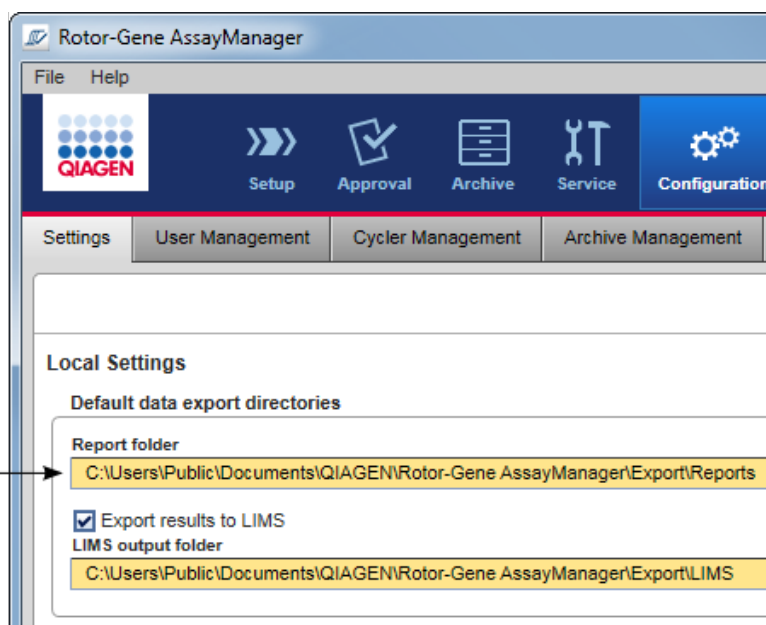 Rotor-Gene AssayManager
File Help
QIAGEN
Setup Approval Archive Service Configuration
Settings User Management Cycler Management Archive Management
Local Settings
Default data export directories
Report folder
C:\Users\Public\Documents\QIAGEN\Rotor-Gene AssayManager\Export\Reports
Export results to LIMS
LIMS output folder
C:\Users\Public\Documents\QIAGEN\Rotor-Gene AssayManager\Export\LIMS